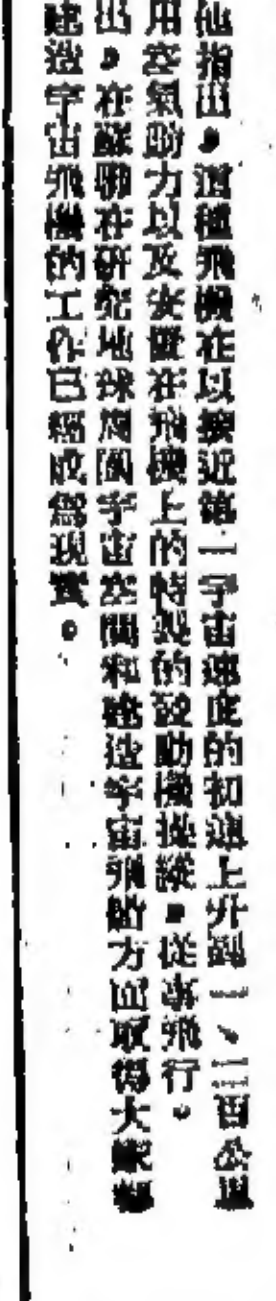 他指出，這種飛機在以接近第一宇宙速度的初速上升到一、二百公里
用空氣動力以及安置在飛機上的特製的發動機操縱，從事飛行。
出，在蘇聯在研究地球周圍宇宙空間和建造宇宙飛船方面取得大家
建造宇宙飛機的工作已經成為現實。